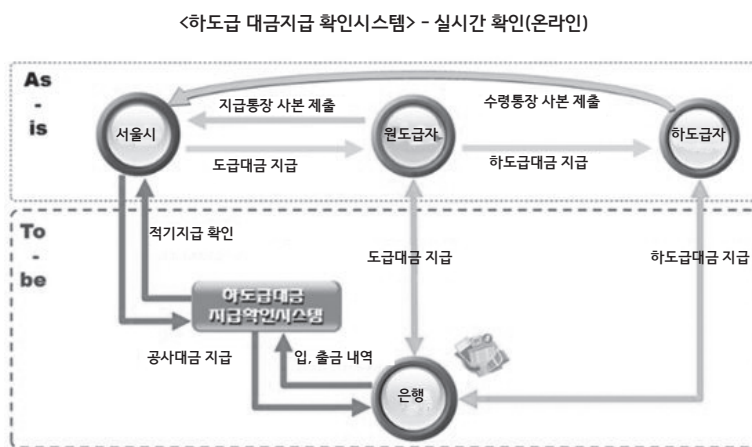 <하도급 대금지급 확인시스템> - 실시간 확인(온라인)
As
-
is
지급통장 사본 제출
수령통장 사본 제출
서울시
원도급자
하도급자
도급대금 지급
하도급대금 지급
To
-
be
적기지급 확인
도급대금 지급
하도급대금 지급
하도급대금
지급확인시스템
공사대금 지급
입, 출금 내역
은행